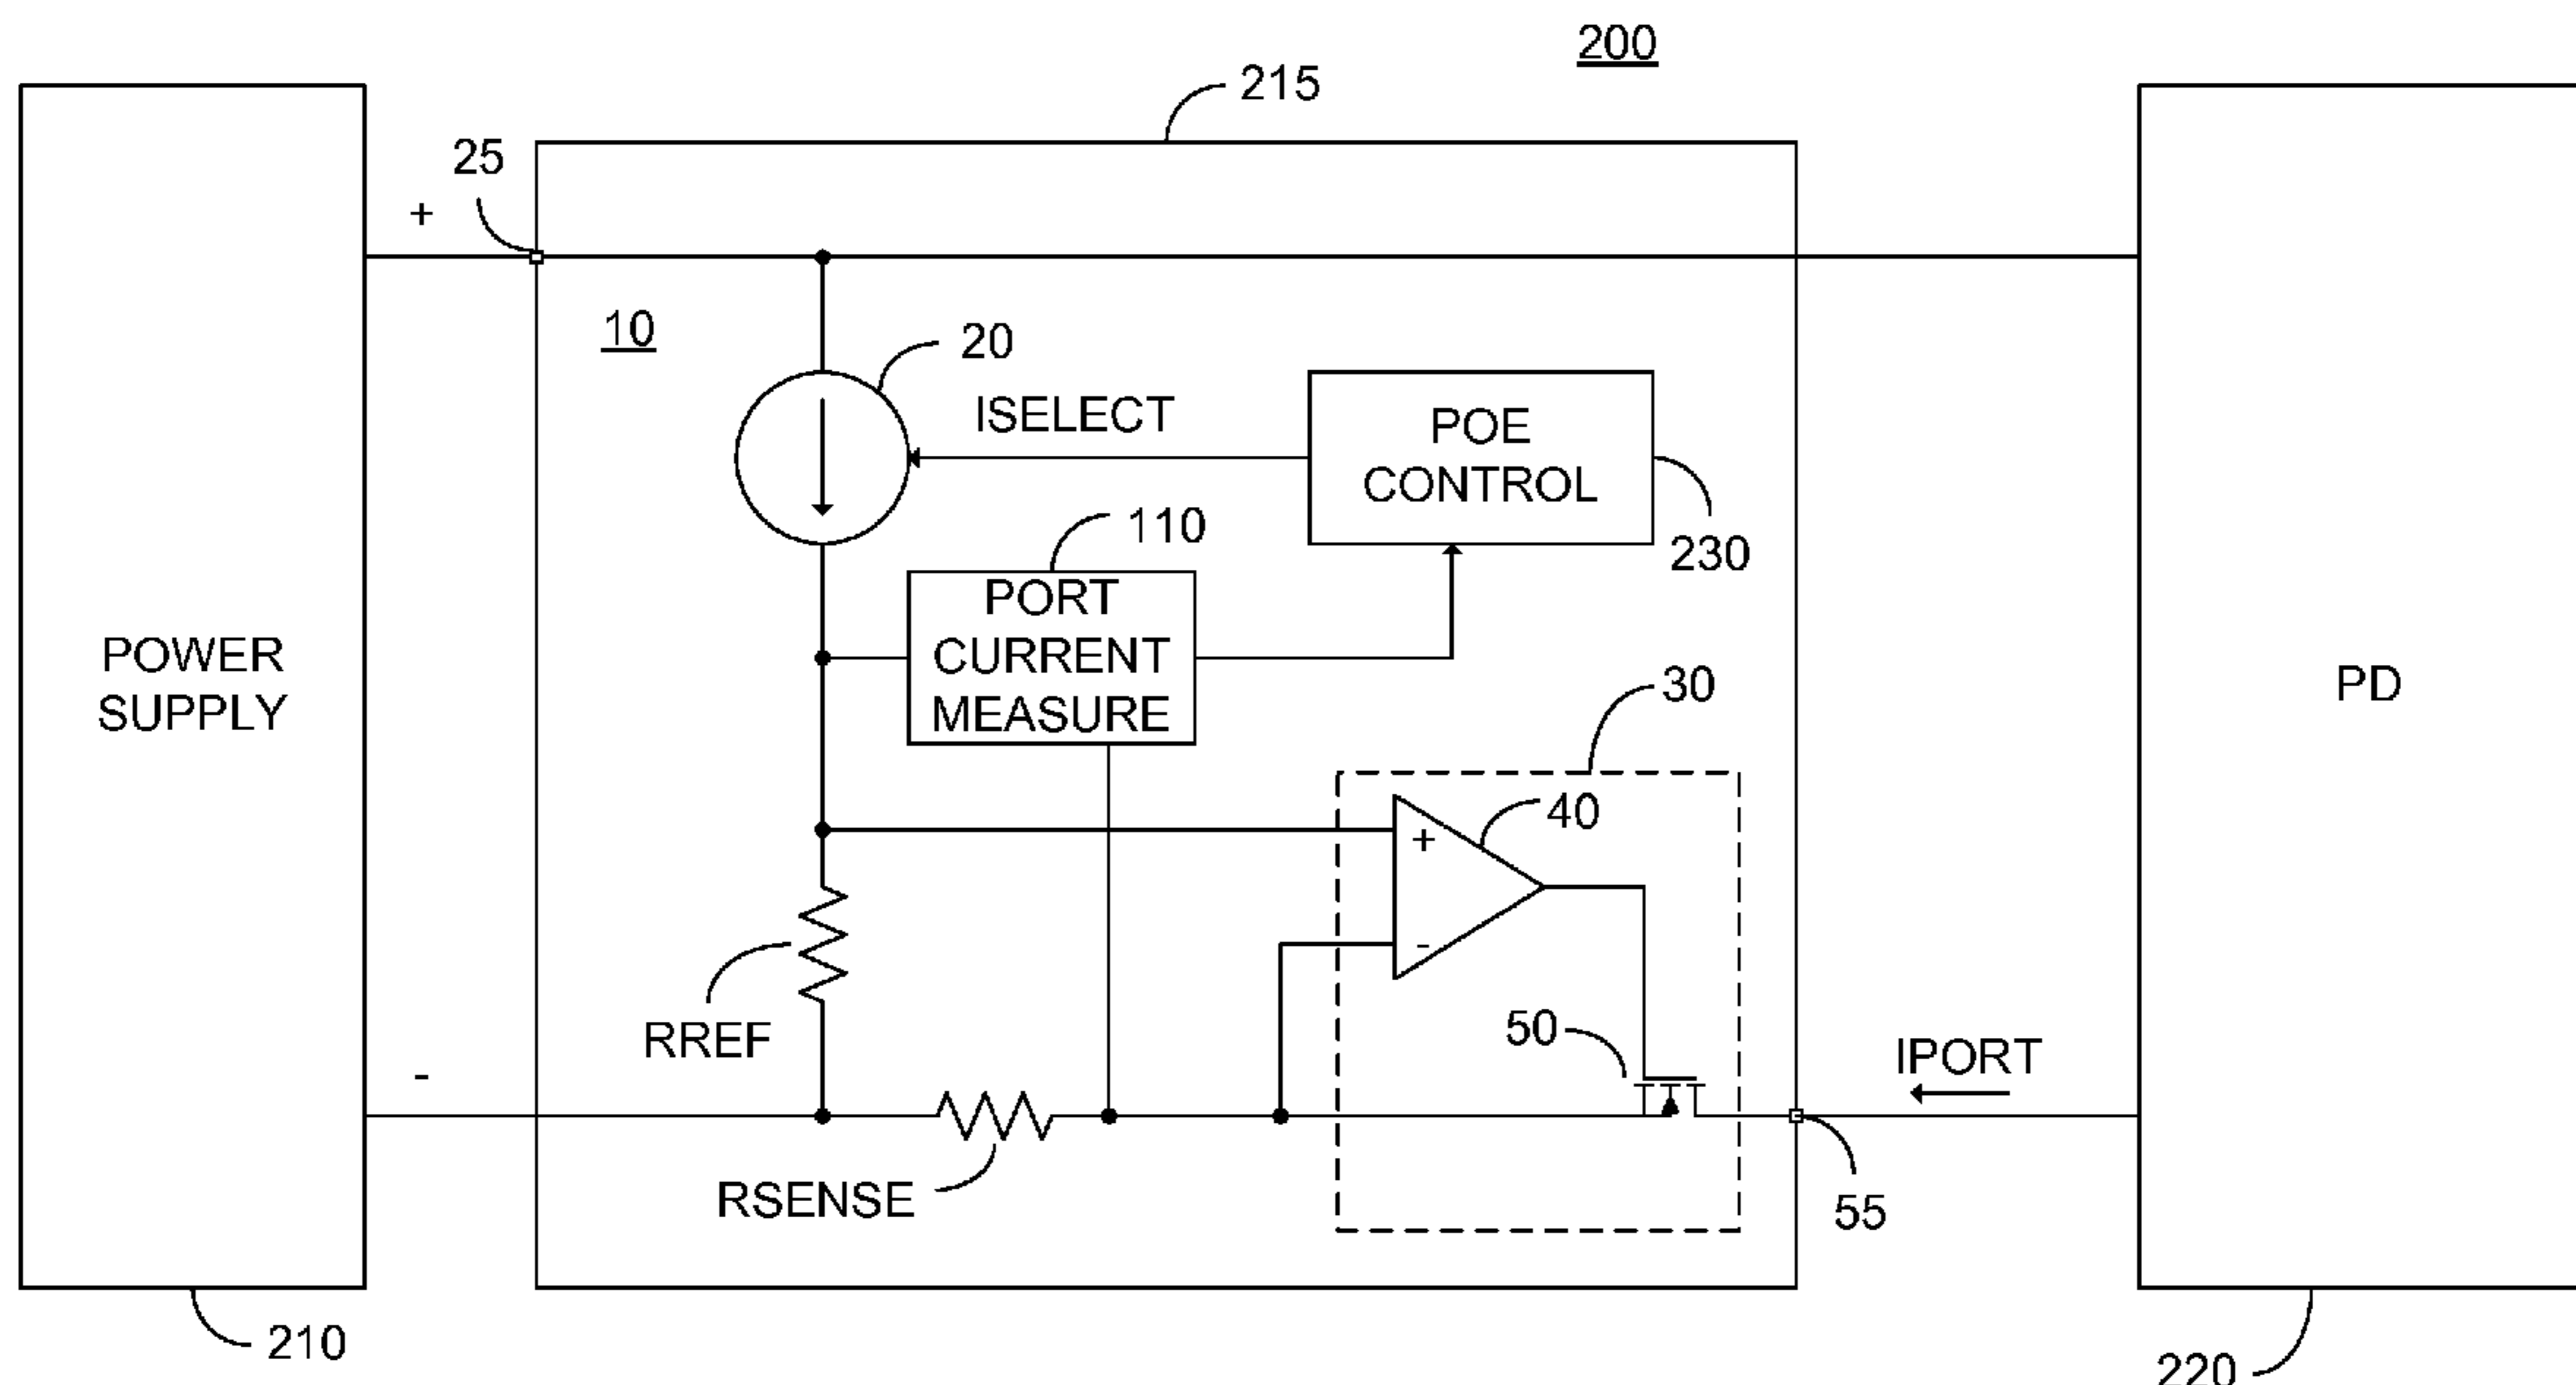 200
215
25
+
10
20
ISELECT
POE
CONTROL
110
230
PORT
CURRENT
MEASURE
POWER
SUPPLY
30
PD
40
+
-
50
RREF
IPORT
-
RSENSE
55
210
220